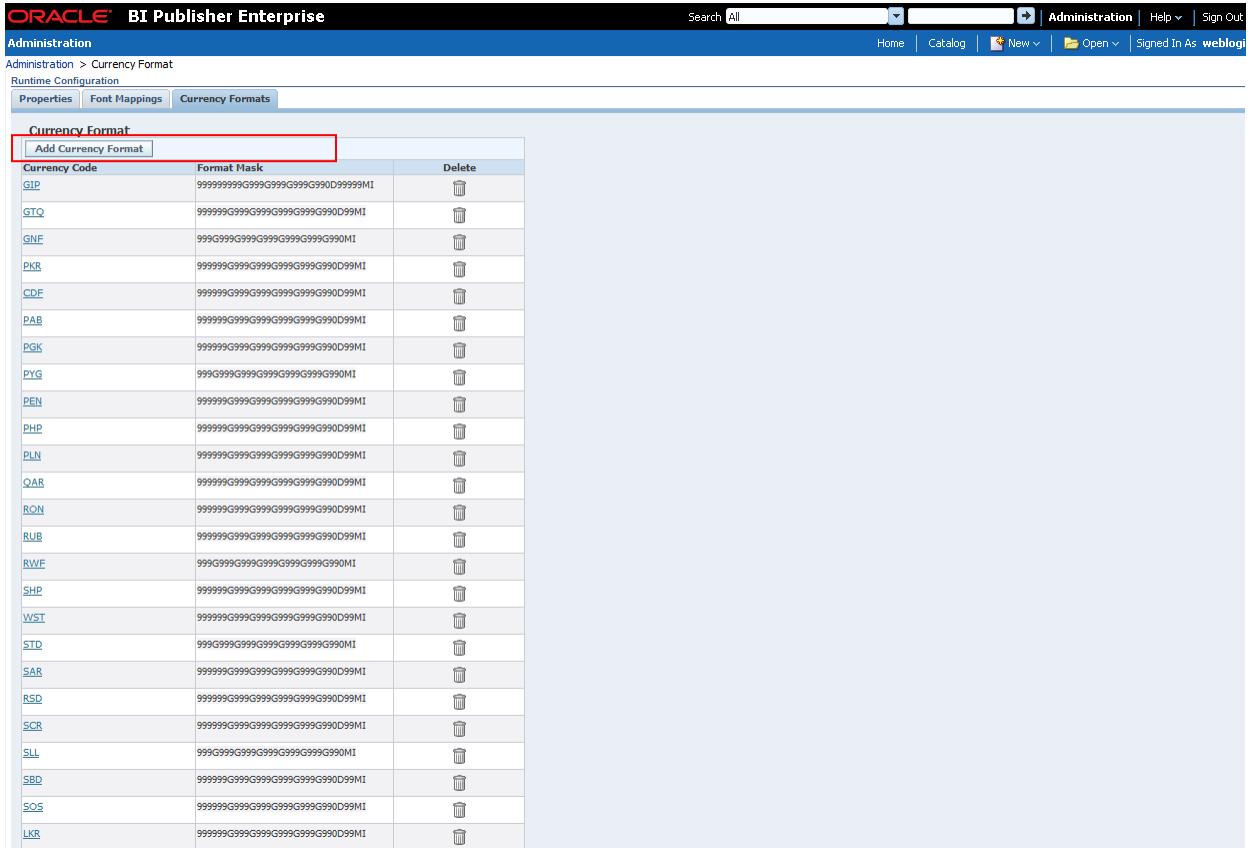 ORACLE BI Publisher Enterprise Search All Administration Help Sign Out
Administration Home Catalog New Open Signed In As weblogi
Administration > Currency Format
Runtime Configuration
Properties Font Mappings Currency Formats
Currency Format
Add Currency Format
Currency Code Format Mask Delete
GIP 999999999G999G999G999G990D99999MI
GTQ 999999G999G999G999G999G990D99MI
GNF 999G999G999G999G999G999G990MI
PKR 999999G999G999G999G999G990D99MI
CDF 999999G999G999G999G999G990D99MI
PAB 999999G999G999G999G999G990D99MI
PGK 999999G999G999G999G999G990D99MI
PYG 999G999G999G999G999G999G990MI
PEN 999999G999G999G999G999G990D99MI
PHP 999999G999G999G999G999G990D99MI
PLN 999999G999G999G999G999G990D99MI
QAR 999999G999G999G999G999G990D99MI
RON 999999G999G999G999G999G990D99MI
RUB 999999G999G999G999G999G990D99MI
RWF 999G999G999G999G999G999G990MI
SHP 999999G999G999G999G999G990D99MI
WST 999999G999G999G999G999G990D99MI
STD 999G999G999G999G999G999G990MI
SAR 999999G999G999G999G999G990D99MI
RSD 999999G999G999G999G999G990D99MI
SCR 999999G999G999G999G999G990D99MI
SLL 999G999G999G999G999G999G990MI
SBD 999999G999G999G999G999G990D99MI
SOS 999999G999G999G999G999G990D99MI
LKR 999999G999G999G999G999G990D99MI